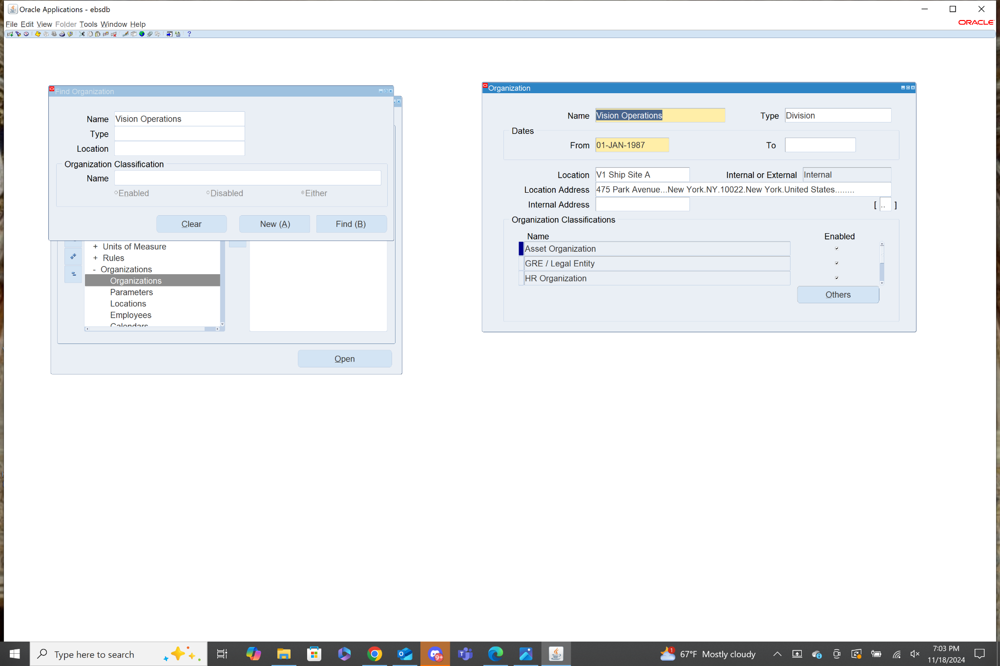 Oracle Applications - ebsdb
File Edit View Folder Tools Window Help
ORACLE
?
Find Organization
Name Vision Operations
Type
Location
Organization Classification
Name
Enabled Disabled Either
Clear New (A) Find (B)
+ Units of Measure
+ Rules
- Organizations
Organizations
Parameters
Locations
Employees
Calendars
Open
Organization
Name Vision Operations Type Division
Dates
From 01-JAN-1987 To
Location V1 Ship Site A Internal or External Internal
Location Address 475 Park Avenue...New York.NY.10022.New York.United States........
Internal Address [ .. ]
Organization Classifications
Name Enabled
Asset Organization
GRE / Legal Entity
HR Organization
Others
Type here to search
9+
1
67°F Mostly cloudy
7:03 PM
11/18/2024